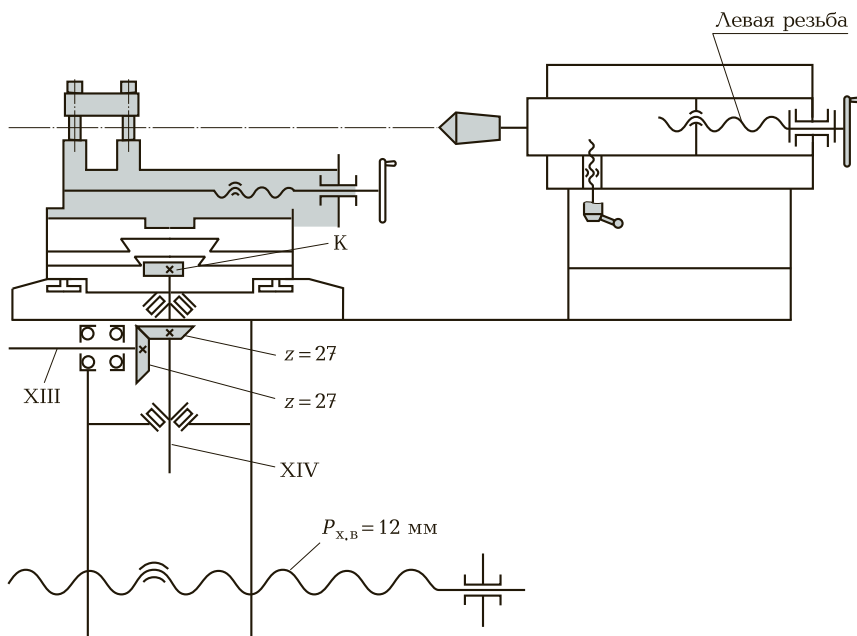 Левая резьба
К
z = 27
z = 27
XIII
XIV
Pх.в = 12 мм